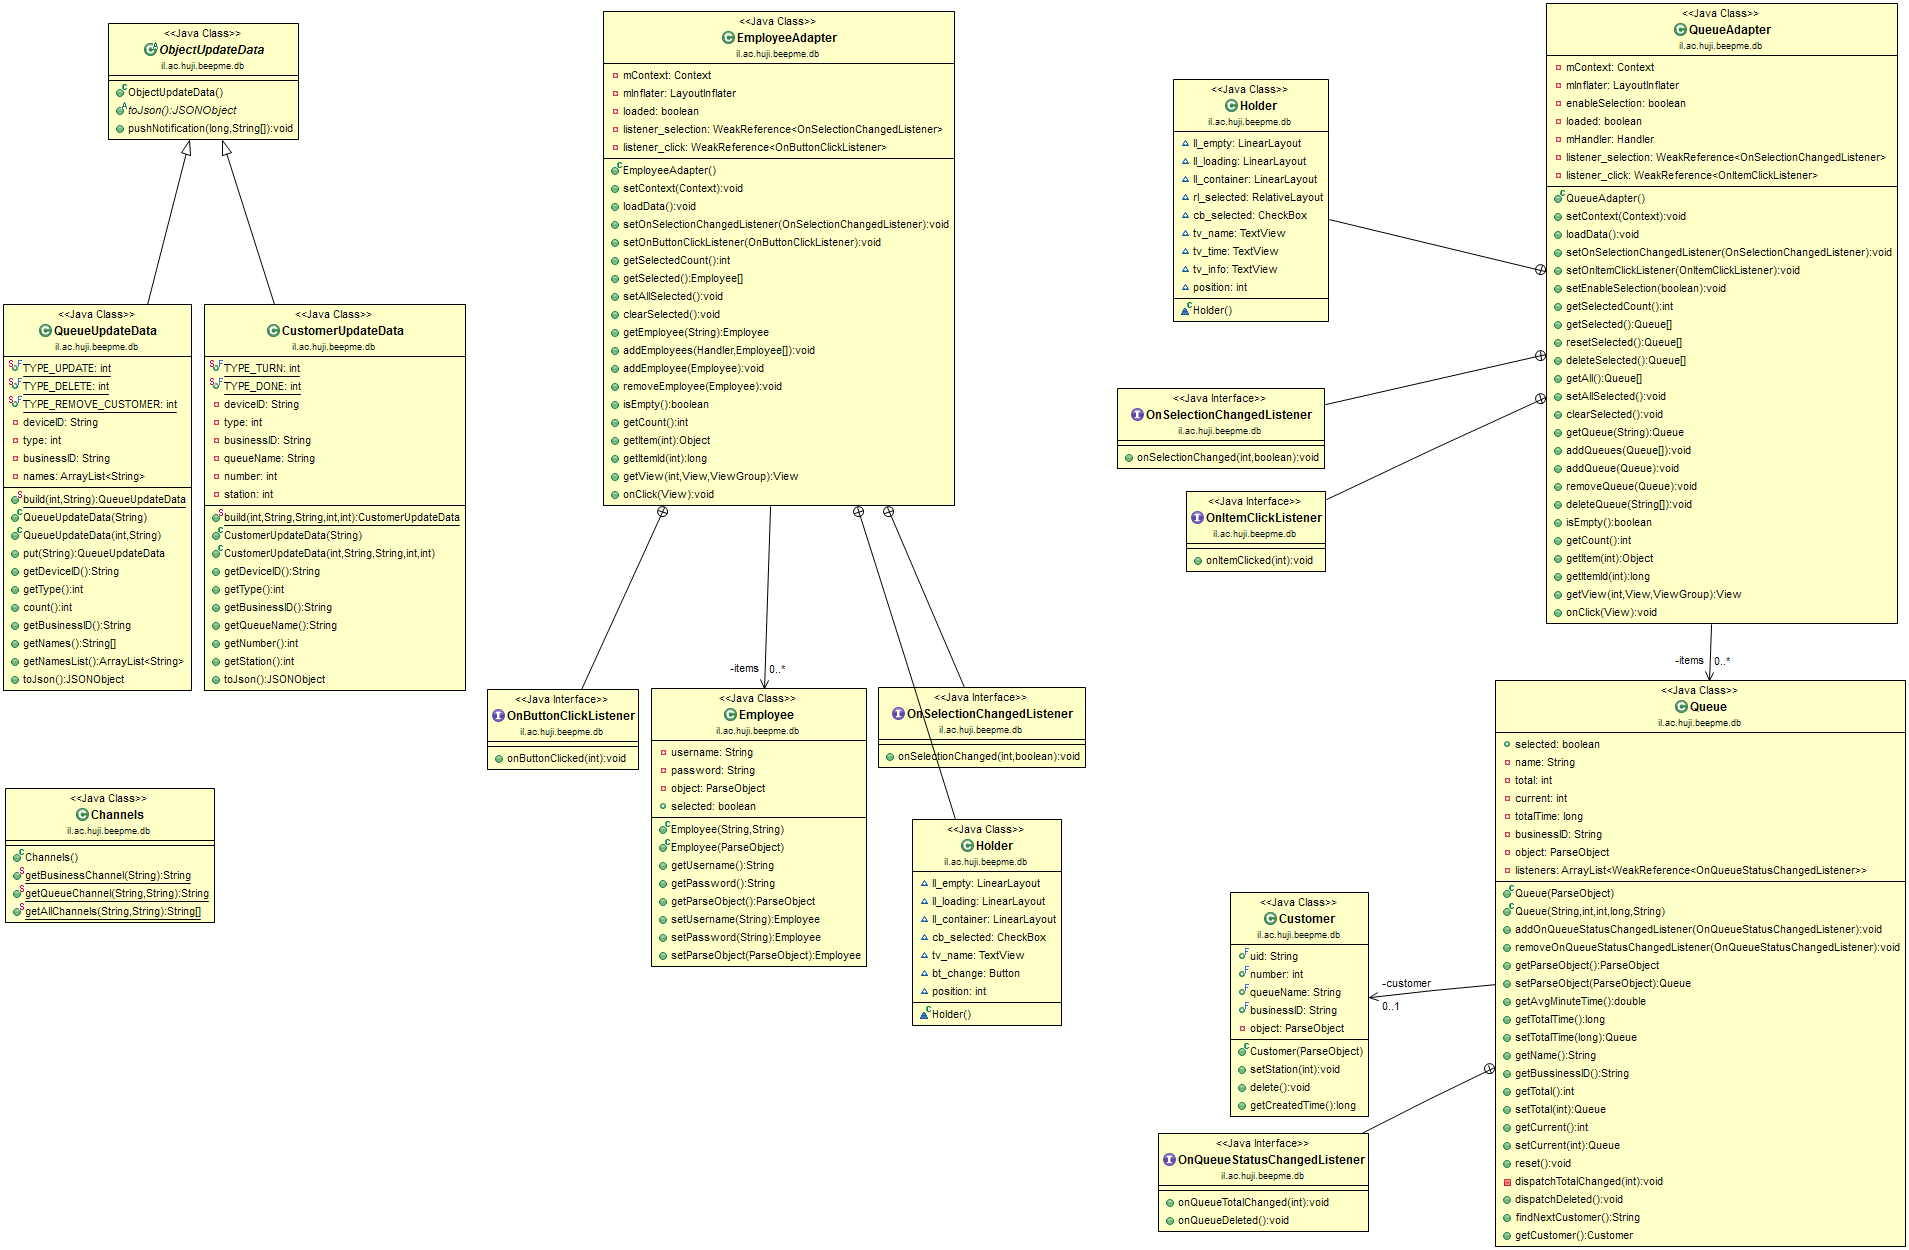 <<Java Class>>
ObjectUpdateData
il.ac.huji.beepme.db
ObjectUpdateData()
toJson():JSONObject
pushNotification(long,String[]):void
<<Java Class>>
QueueUpdateData
il.ac.huji.beepme.db
TYPE_UPDATE: int
TYPE_DELETE: int
TYPE_REMOVE_CUSTOMER: int
deviceID: String
type: int
businessID: String
names: ArrayList<String>
build(int,String):QueueUpdateData
QueueUpdateData(String)
QueueUpdateData(int,String)
put(String):QueueUpdateData
getDeviceID():String
getType():int
count():int
getBusinessID():String
getNames():String[]
getNamesList():ArrayList<String>
toJson():JSONObject
<<Java Class>>
CustomerUpdateData
il.ac.huji.beepme.db
TYPE_TURN: int
TYPE_DONE: int
deviceID: String
type: int
businessID: String
queueName: String
number: int
station: int
build(int,String,String,int,int):CustomerUpdateData
CustomerUpdateData(String)
CustomerUpdateData(int,String,String,int,int)
getDeviceID():String
getType():int
getBusinessID():String
getQueueName():String
getNumber():int
getStation():int
toJson():JSONObject
<<Java Class>>
Channels
il.ac.huji.beepme.db
Channels()
getBusinessChannel(String):String
getQueueChannel(String,String):String
getAllChannels(String,String):String[]
<<Java Class>>
EmployeeAdapter
il.ac.huji.beepme.db
mContext: Context
mInflater: LayoutInflater
loaded: boolean
listener_selection: WeakReference<OnSelectionChangedListener>
listener_click: WeakReference<OnButtonClickListener>
EmployeeAdapter()
setContext(Context):void
loadData():void
setOnSelectionChangedListener(OnSelectionChangedListener):void
setOnButtonClickListener(OnButtonClickListener):void
getSelectedCount():int
getSelected():Employee[]
setAllSelected():void
clearSelected():void
getEmployee(String):Employee
addEmployees(Handler,Employee[]):void
addEmployee(Employee):void
removeEmployee(Employee):void
isEmpty():boolean
getCount():int
getItem(int):Object
getItemId(int):long
getView(int,View,ViewGroup):View
onClick(View):void
-items 0..*
<<Java Interface>>
OnButtonClickListener
il.ac.huji.beepme.db
onButtonClicked(int):void
<<Java Class>>
Employee
il.ac.huji.beepme.db
username: String
password: String
object: ParseObject
selected: boolean
Employee(String,String)
Employee(ParseObject)
getUsername():String
getPassword():String
getParseObject():ParseObject
setUsername(String):Employee
setPassword(String):Employee
setParseObject(ParseObject):Employee
<<Java Interface>>
OnSelectionChangedListener
il.ac.huji.beepme.db
onSelectionChanged(int,boolean):void
<<Java Class>>
Holder
il.ac.huji.beepme.db
ll_empty: LinearLayout
ll_loading: LinearLayout
ll_container: LinearLayout
cb_selected: CheckBox
tv_name: TextView
bt_change: Button
position: int
Holder()
<<Java Class>>
Holder
il.ac.huji.beepme.db
ll_empty: LinearLayout
ll_loading: LinearLayout
ll_container: LinearLayout
rl_selected: RelativeLayout
cb_selected: CheckBox
tv_name: TextView
tv_time: TextView
tv_info: TextView
position: int
Holder()
<<Java Interface>>
OnSelectionChangedListener
il.ac.huji.beepme.db
onSelectionChanged(int,boolean):void
<<Java Interface>>
OnItemClickListener
il.ac.huji.beepme.db
onItemClicked(int):void
<<Java Class>>
QueueAdapter
il.ac.huji.beepme.db
mContext: Context
mInflater: LayoutInflater
enableSelection: boolean
loaded: boolean
mHandler: Handler
listener_selection: WeakReference<OnSelectionChangedListener>
listener_click: WeakReference<OnItemClickListener>
QueueAdapter()
setContext(Context):void
loadData():void
setOnSelectionChangedListener(OnSelectionChangedListener):void
setOnItemClickListener(OnItemClickListener):void
setEnableSelection(boolean):void
getSelectedCount():int
getSelected():Queue[]
resetSelected():Queue[]
deleteSelected():Queue[]
getAll():Queue[]
setAllSelected():void
clearSelected():void
getQueue(String):Queue
addQueues(Queue[]):void
addQueue(Queue):void
removeQueue(Queue):void
deleteQueue(String[]):void
isEmpty():boolean
getCount():int
getItem(int):Object
getItemId(int):long
getView(int,View,ViewGroup):View
onClick(View):void
-items 0..*
<<Java Class>>
Queue
il.ac.huji.beepme.db
selected: boolean
name: String
total: int
current: int
totalTime: long
businessID: String
object: ParseObject
listeners: ArrayList<WeakReference<OnQueueStatusChangedListener>>
Queue(ParseObject)
Queue(String,int,int,long,String)
addOnQueueStatusChangedListener(OnQueueStatusChangedListener):void
removeOnQueueStatusChangedListener(OnQueueStatusChangedListener):void
getParseObject():ParseObject
setParseObject(ParseObject):Queue
getAvgMinuteTime():double
getTotalTime():long
setTotalTime(long):Queue
getName():String
getBussinessID():String
getTotal():int
setTotal(int):Queue
getCurrent():int
setCurrent(int):Queue
reset():void
dispatchTotalChanged(int):void
dispatchDeleted():void
findNextCustomer():String
getCustomer():Customer
-customer
0..1
<<Java Class>>
Customer
il.ac.huji.beepme.db
uid: String
number: int
queueName: String
businessID: String
object: ParseObject
Customer(ParseObject)
setStation(int):void
delete():void
getCreatedTime():long
<<Java Interface>>
OnQueueStatusChangedListener
il.ac.huji.beepme.db
onQueueTotalChanged(int):void
onQueueDeleted():void